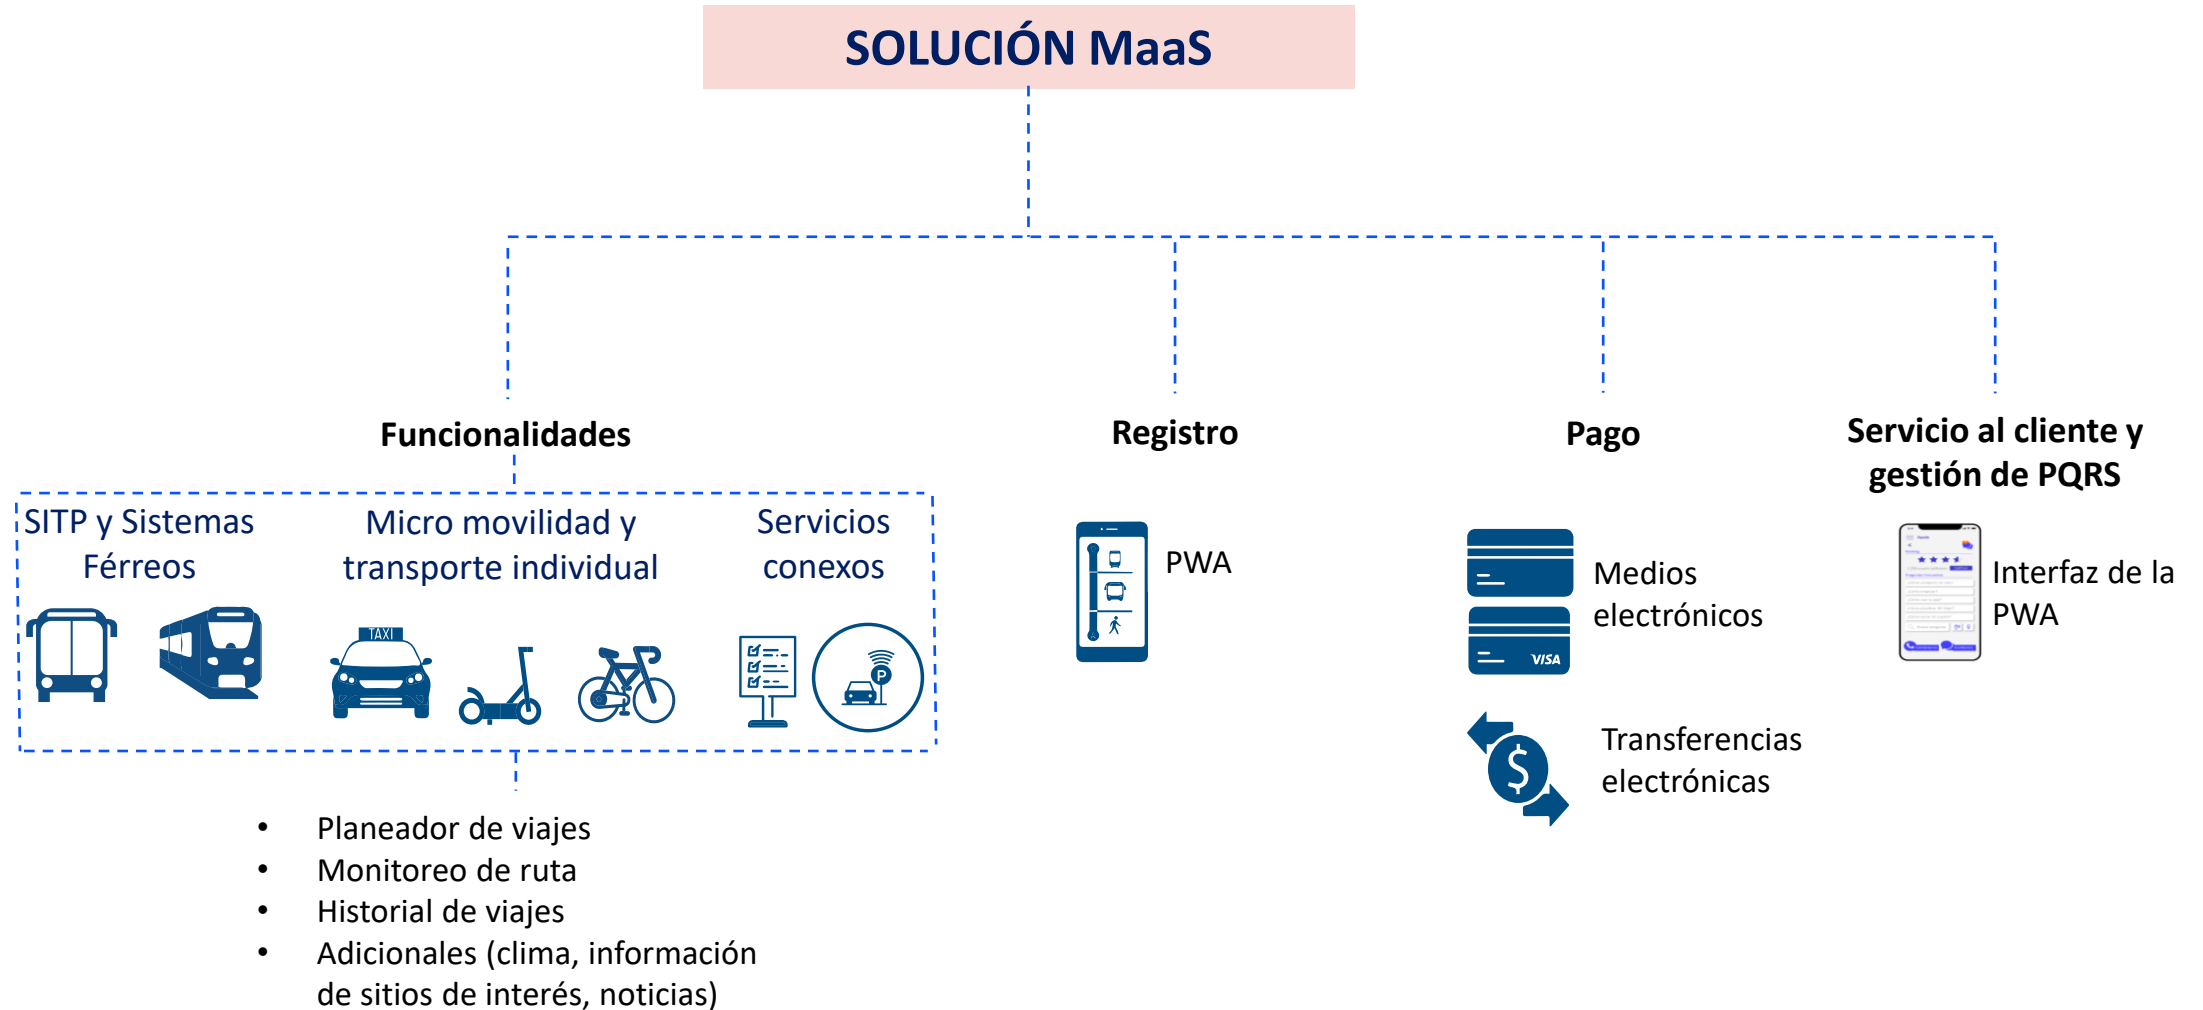 SOLUCIÓN MaaS
Funcionalidades
SITP y Sistemas
Férreos
Micro movilidad y
transporte individual
TAXI
Servicios
conexos
P
• Planeador de viajes
• Monitoreo de ruta
• Historial de viajes
• Adicionales (clima, información
de sitios de interés, noticias)
Registro
PWA
Pago
Medios
electrónicos
VISA
$
Transferencias
electrónicas
Servicio al cliente y
gestión de PQRS
Interfaz de la
PWA